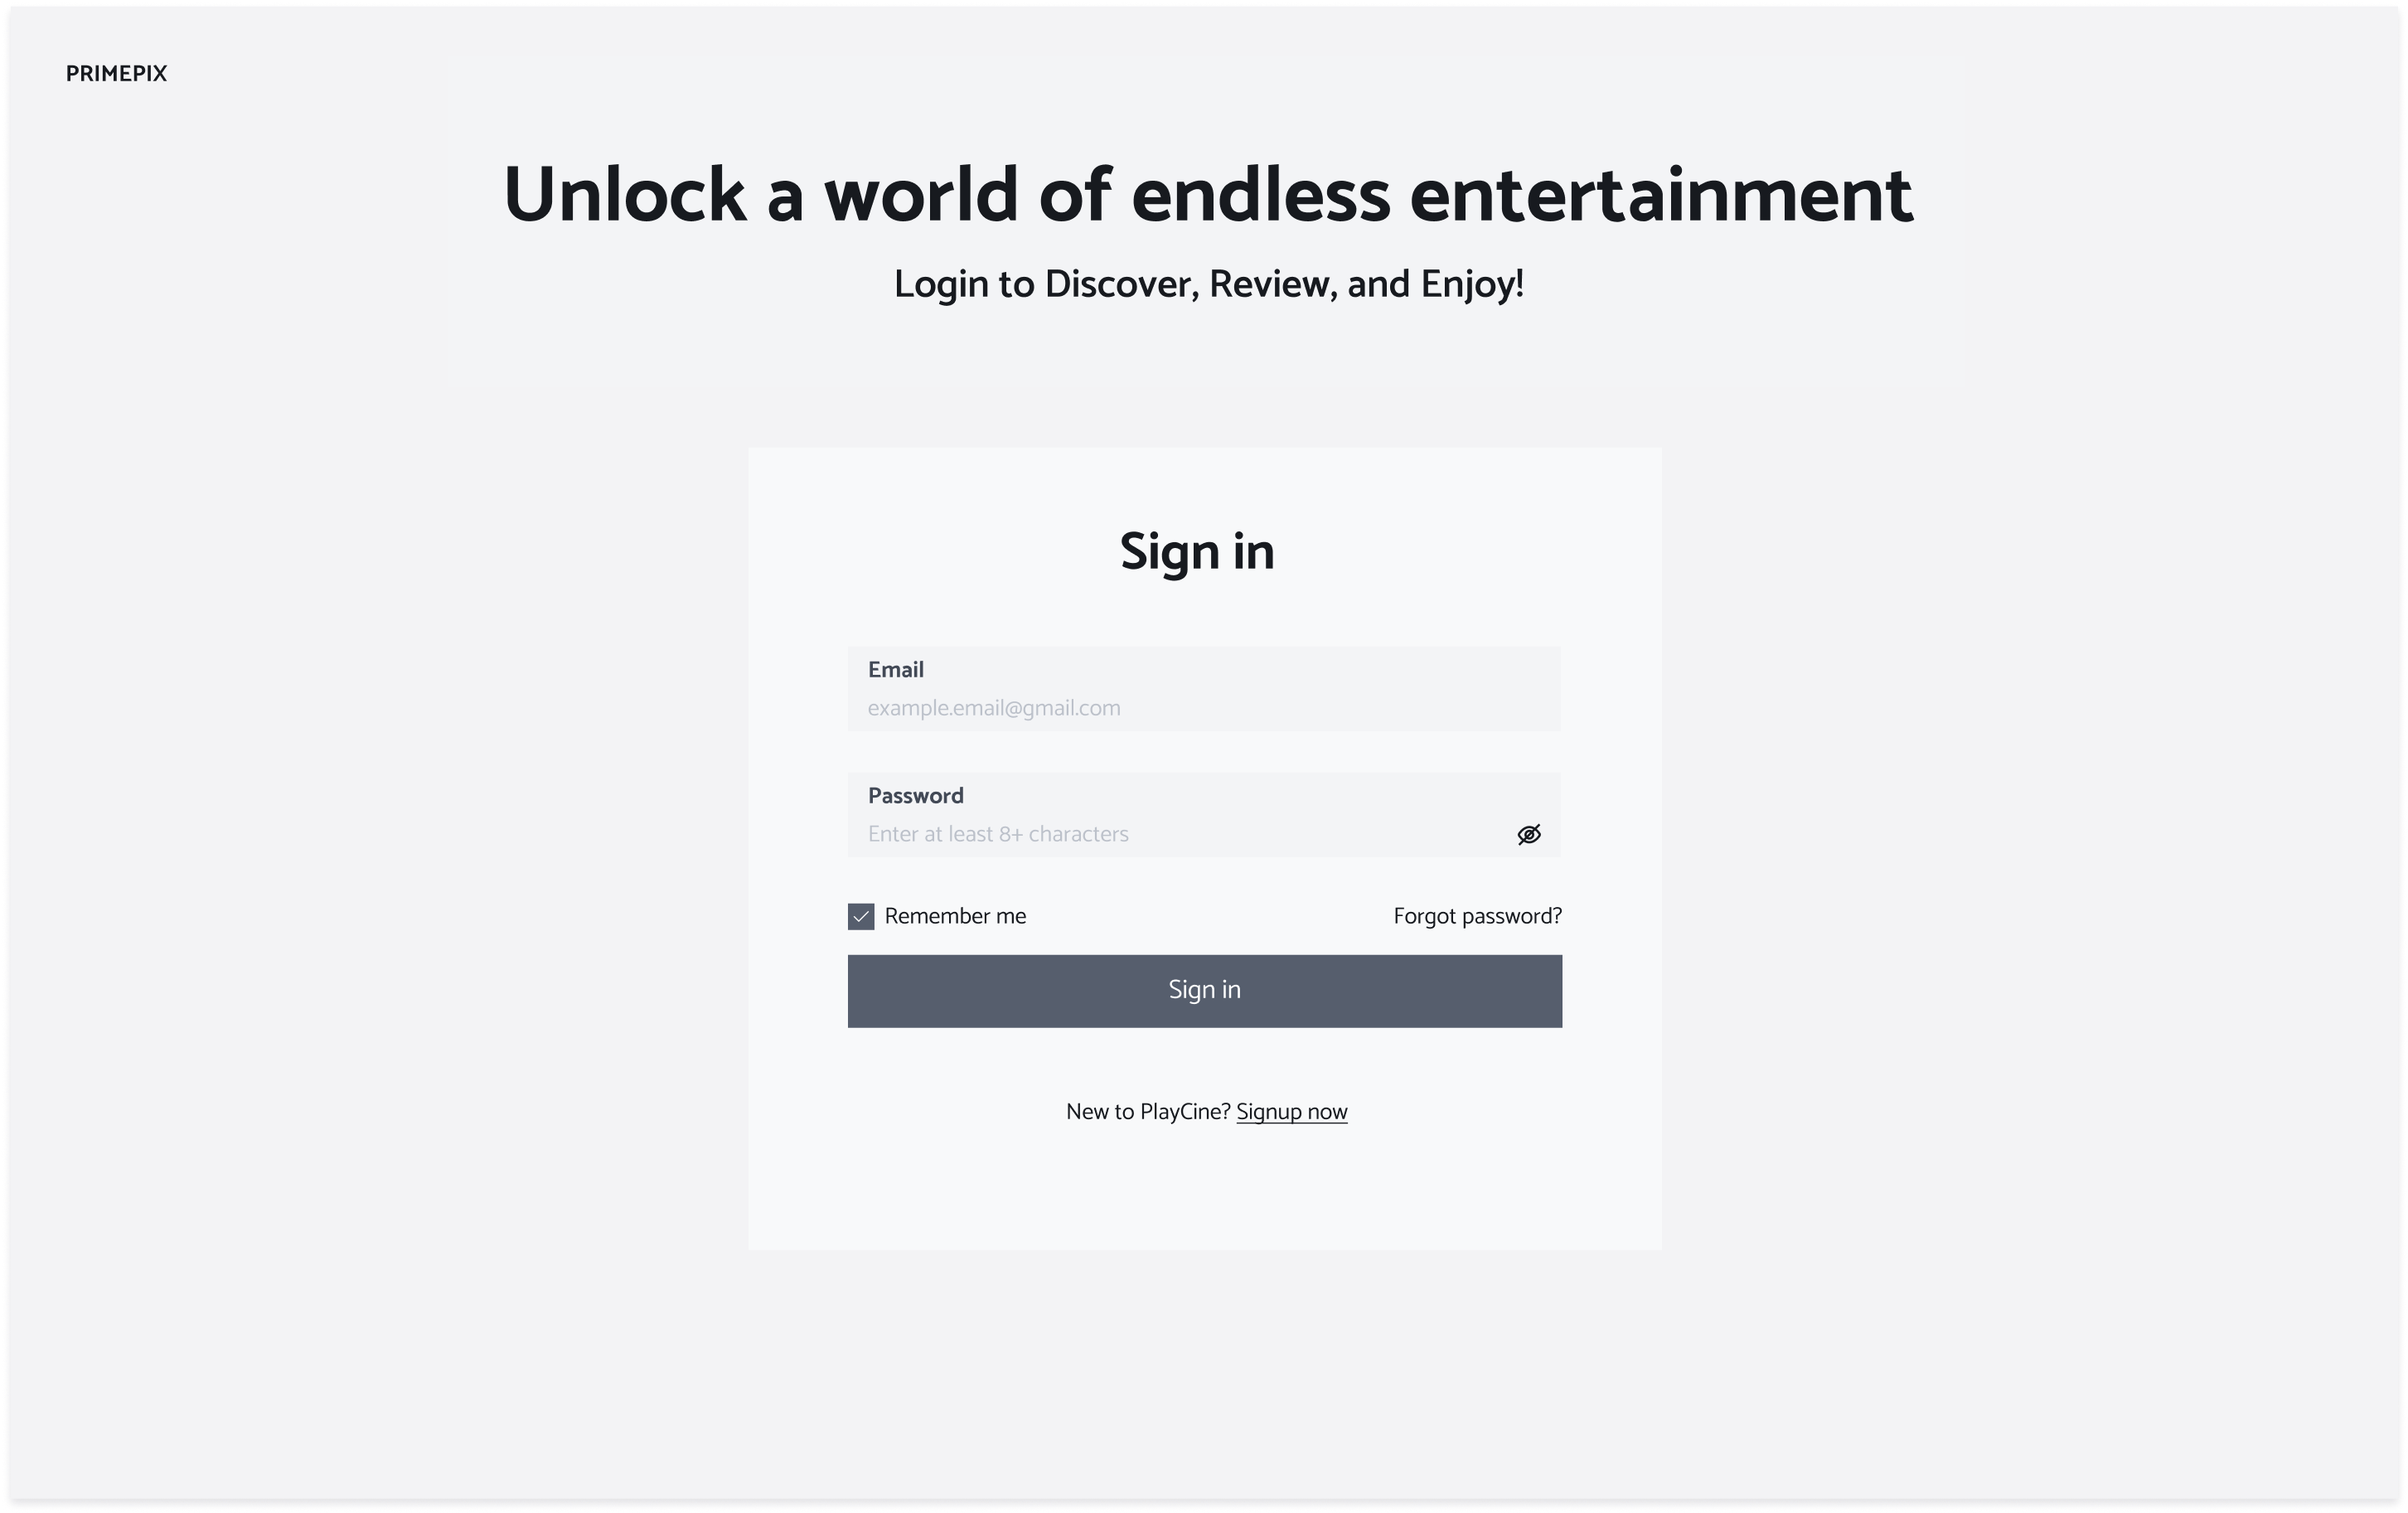 PRIMEPIX
Unlock a world of endless entertainment
Login to Discover, Review, and Enjoy!
Sign in
Email
example.email@gmail.com
Password
Enter at least 8+ characters
Remember me
Forgot password?
Sign in
New to PlayCine? Signup now